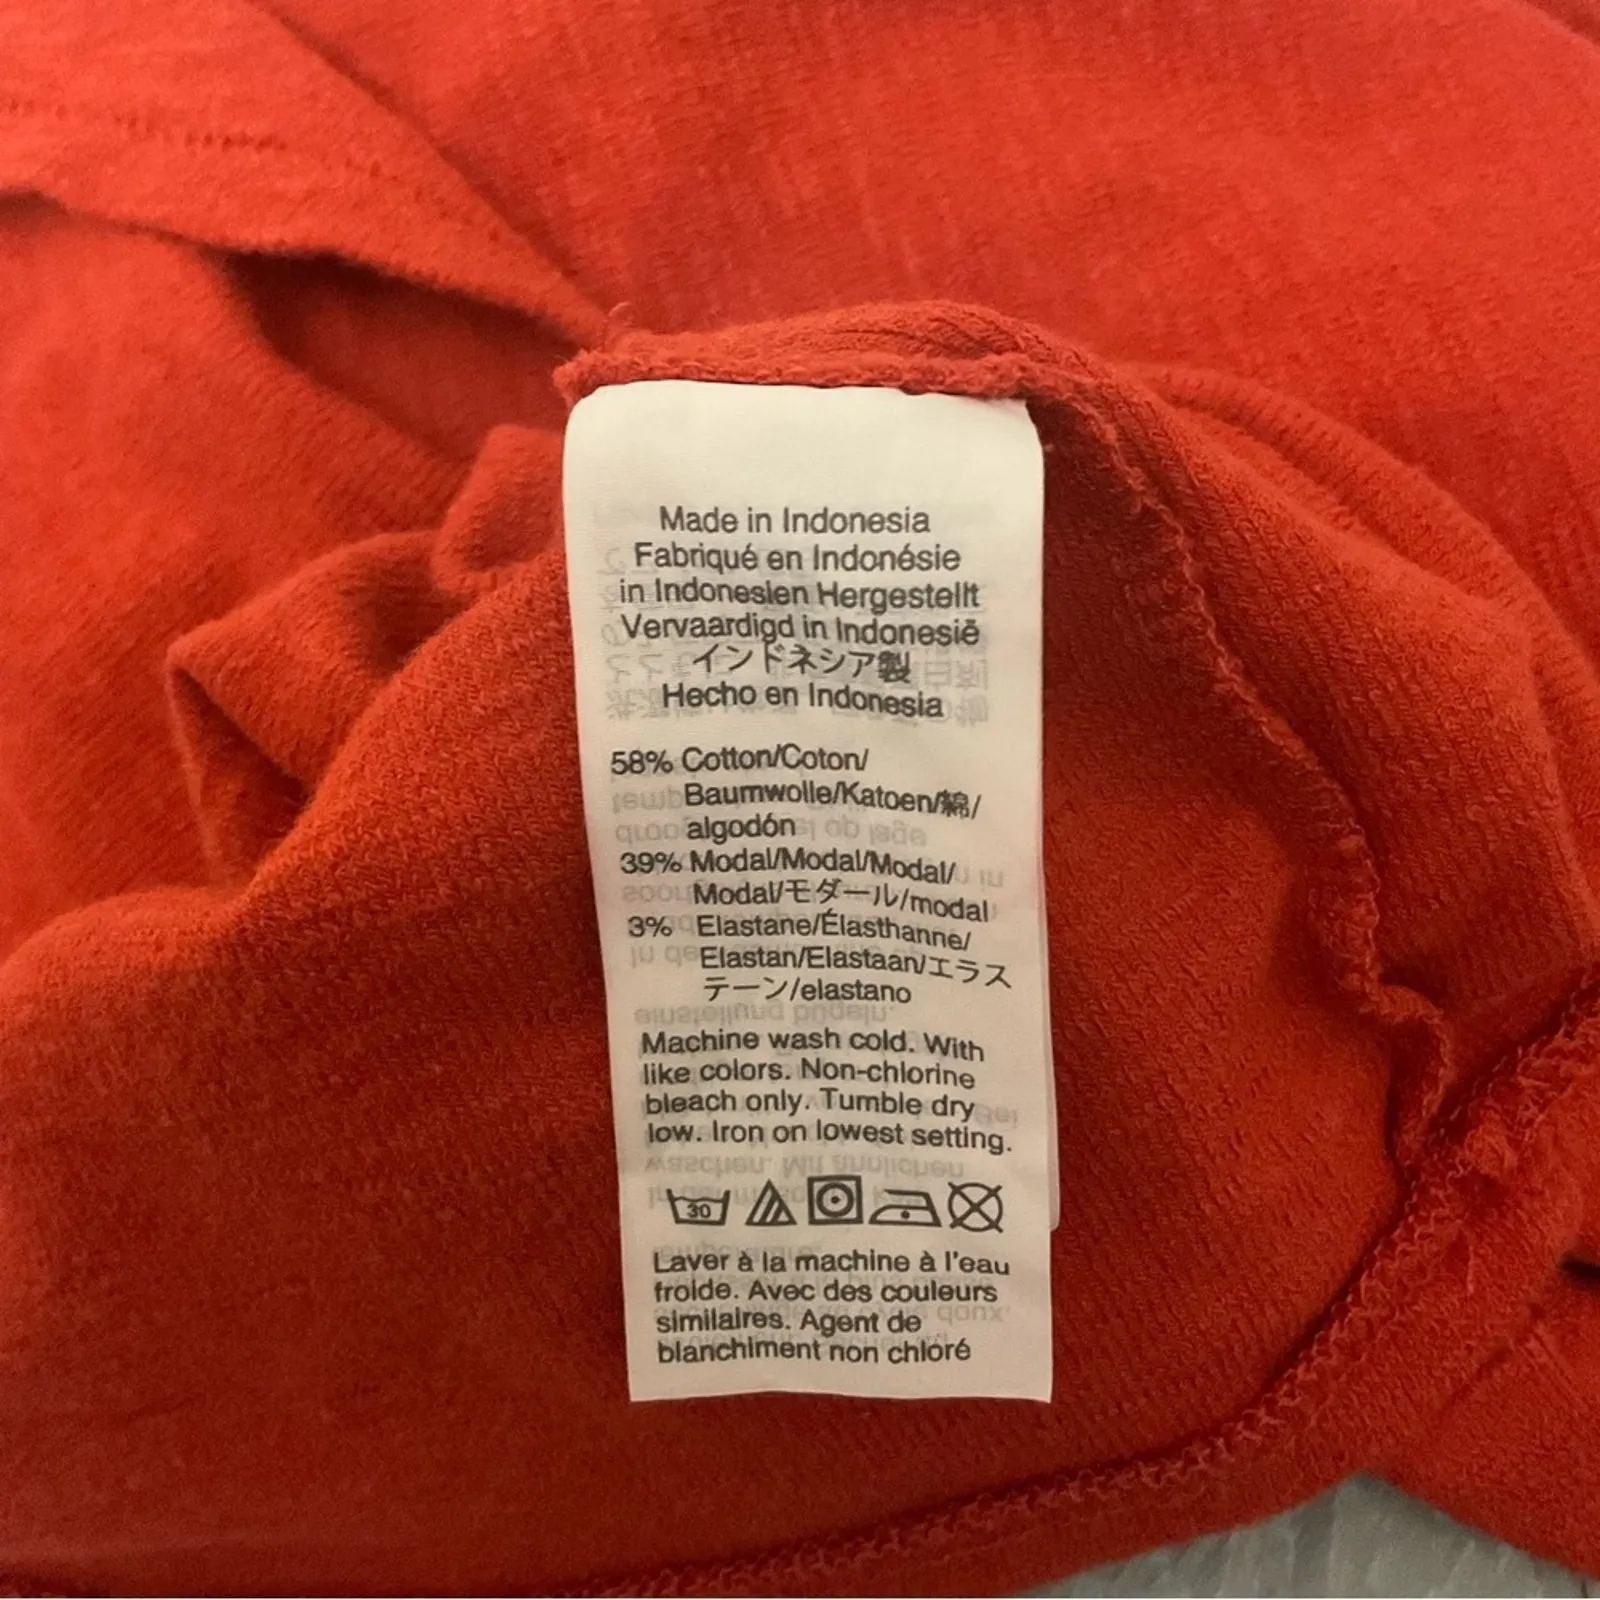 Made in Indonesia
Fabriqué en Indonésie
in Indonesien Hergestellt
Vervaardigd in Indonesië
インドネシア製
Hecho en Indonesia
58% Cotton/Coton/
Baumwolle/Katoen/綿/
algodón
39% Modal/Modal/Modal/
Modal/モダール/modal
3% Elastane/Élasthanne/
Elastan/Elastaan/エラス
テーン/elastano
Machine wash cold. With
like colors. Non-chlorine
bleach only. Tumble dry
low. Iron on lowest setting.
30
Laver à la machine à l'eau
froide. Avec des couleurs
similaires. Agent de
blanchiment non chloré